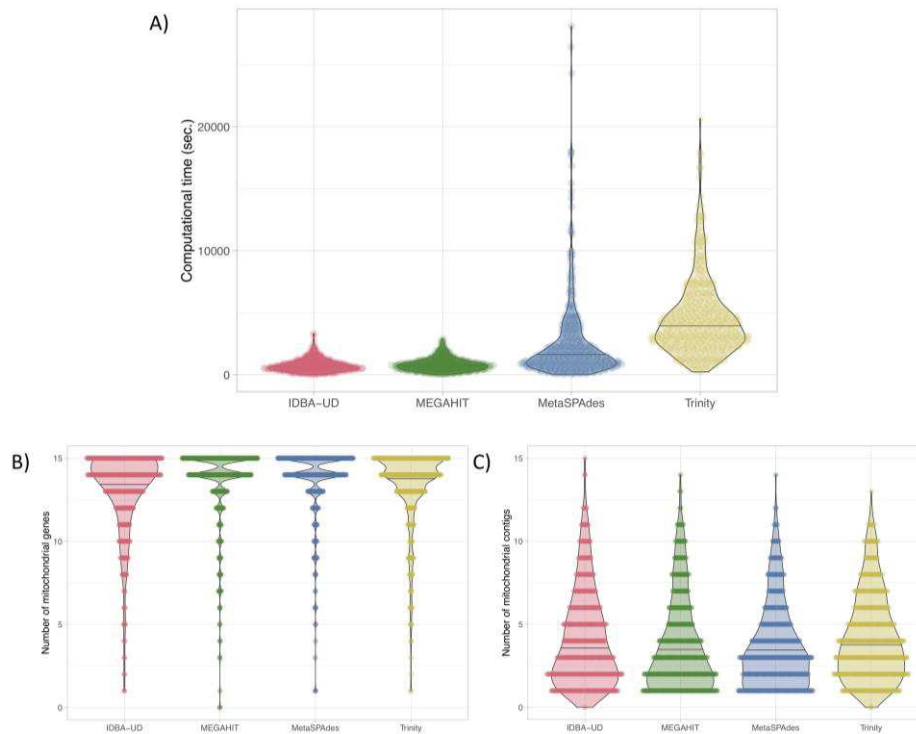 A)
Computational time (sec.)
20000
10000
0
IDBA-UD MEGAHIT MetaSPAdes Trinity
B)
Number of mitochondrial genes
15
10
5
0
IDBA-UD MEGAHIT MetaSPAdes Trinity
C)
Number of mitochondrial contigs
15
10
5
0
IDBA-UD MEGAHIT MetaSPAdes Trinity